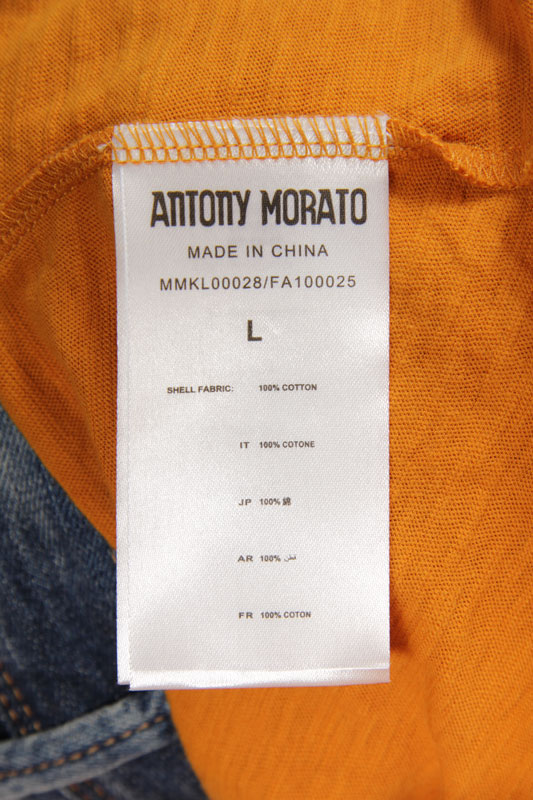 ANTONY MORATO
MADE IN CHINA
MMKL00028/FA100025
L
SHELL FABRIC: 100% COTTON
IT 100% COTONE
JP 100% 錦
AR 100% قطن
FR 100% COTON